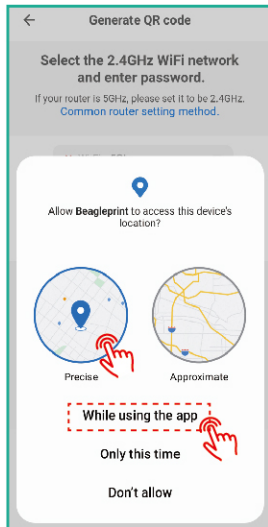 Generate QR code
Select the 2.4GHz WiFi network
and enter password.
If your router is 5GHz, please set it to be 2.4GHz.
Common router setting method.
Allow Beagleprint to access this device's
location?
Precise
Approximate
While using the app
Only this time
Don't allow